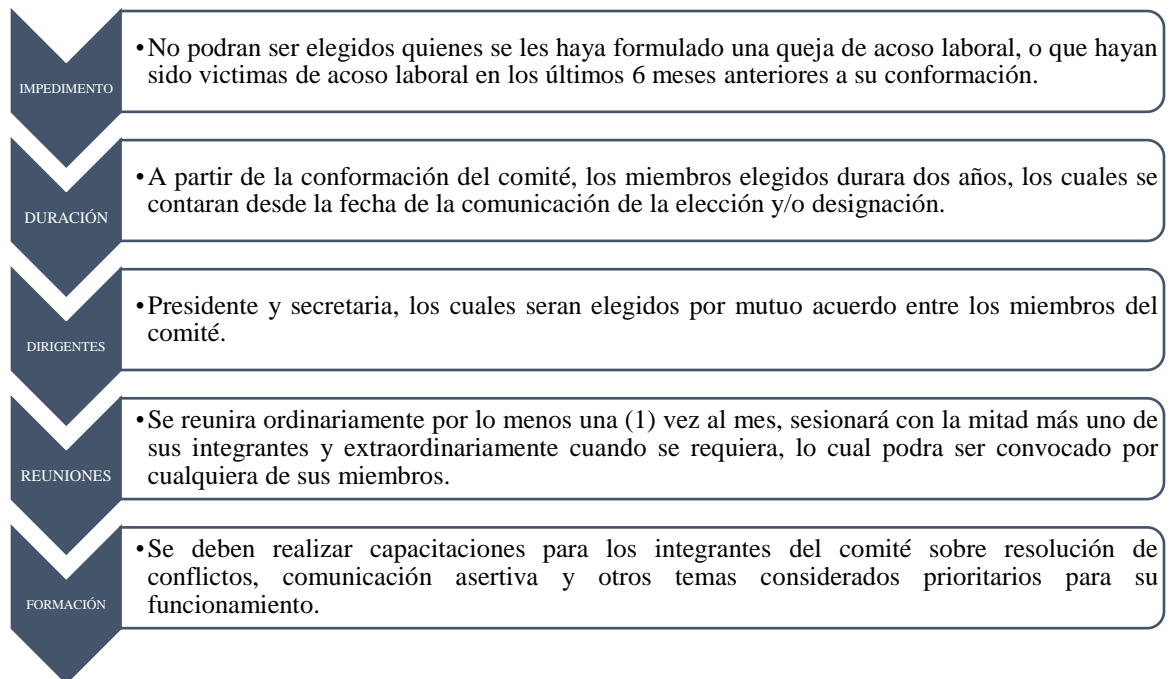 IMPEDIMENTO
•No podran ser elegidos quienes se les haya formulado una queja de acoso laboral, o que hayan
sido victimas de acoso laboral en los últimos 6 meses anteriores a su conformación.
DURACIÓN
•A partir de la conformación del comité, los miembros elegidos durara dos años, los cuales se
contaran desde la fecha de la comunicación de la elección y/o designación.
DIRIGENTES
•Presidente y secretaria, los cuales seran elegidos por mutuo acuerdo entre los miembros del
comité.
REUNIONES
•Se reunira ordinariamente por lo menos una (1) vez al mes, sesionará con la mitad más uno de
sus integrantes y extraordinariamente cuando se requiera, lo cual podra ser convocado por
cualquiera de sus miembros.
FORMACIÓN
•Se deben realizar capacitaciones para los integrantes del comité sobre resolución de
conflictos, comunicación asertiva y otros temas considerados prioritarios para su
funcionamiento.